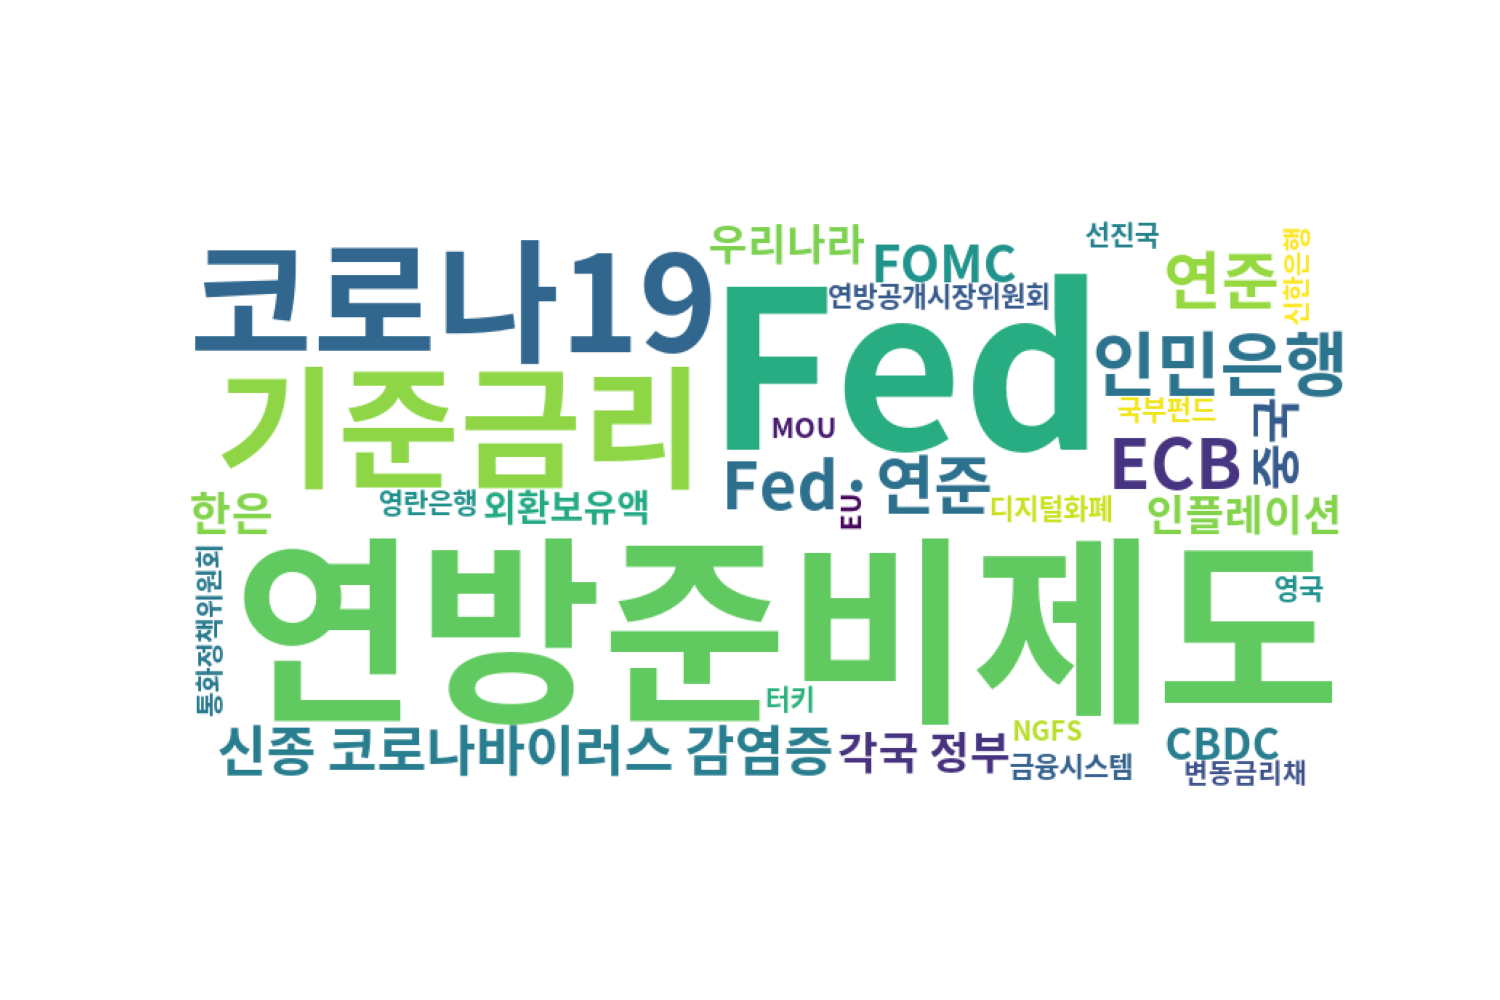 코로나19
우리나라
FOMC
선진국
연준
신한은행
연방공개시장위원회
Fed
인민은행
기준금리
국부펀드
중국
MOU
ECB
Fed·연준
EU
한은
영란은행
외환보유액
디지털화폐
인플레이션
통화정책위원회
연방준비제도
영국
터키
신종 코로나바이러스 감염증
각국 정부
NGFS
금융시스템
CBDC
변동금리채